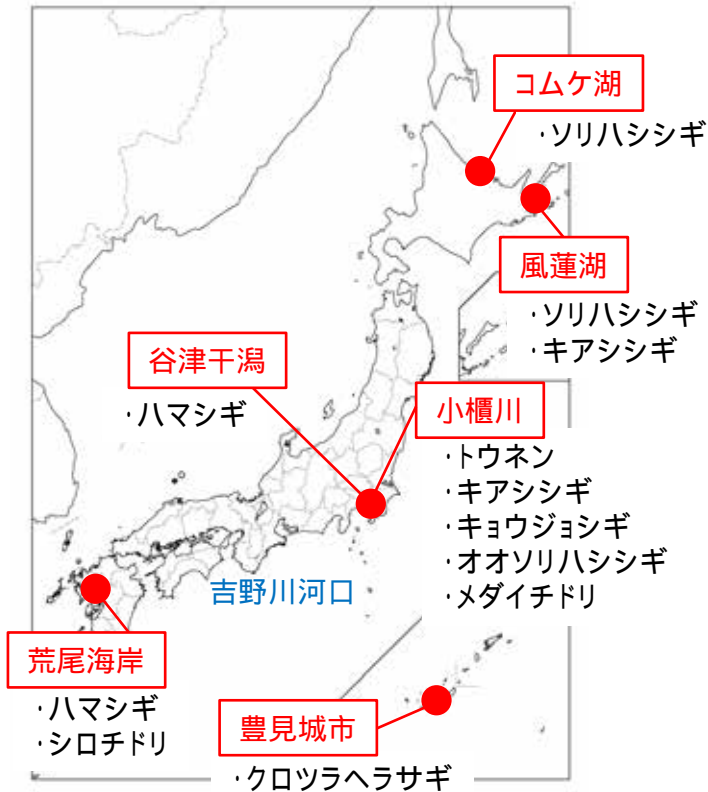 コムケ湖
・ソリハシシギ
風蓮湖
・ソリハシシギ
・キアシシギ
谷津干潟
・ハマシギ
小櫃川
・トウネン
・キアシシギ
・キョウジョシギ
・オオソリハシシギ
・メダイチドリ
吉野川河口
荒尾海岸
・ハマシギ
・シロチドリ
豊見城市
・クロツラヘラサギ